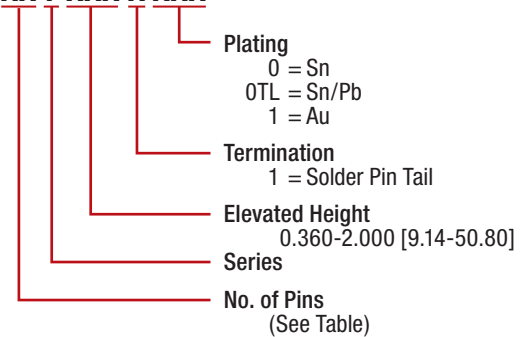 Plating
0 = Sn
0TL = Sn/Pb
1 = Au
Termination
1 = Solder Pin Tail
Elevated Height
0.360-2.000 [9.14-50.80]
Series
No. of Pins
(See Table)